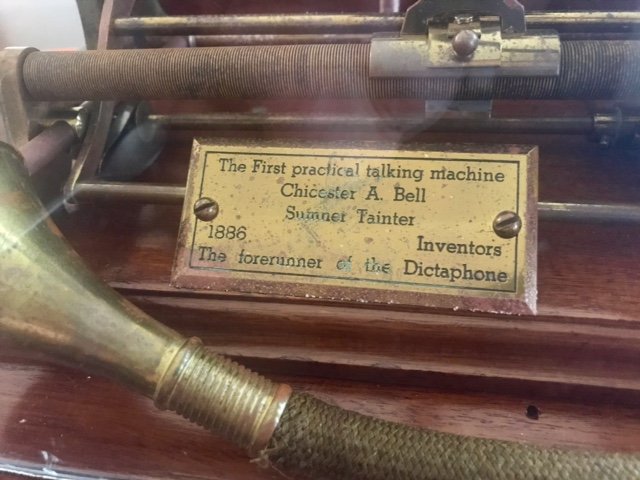 The First practical talking machine
Chicester A. Bell
Sumner Tainter
1886 Inventors
The forerunner of the Dictaphone